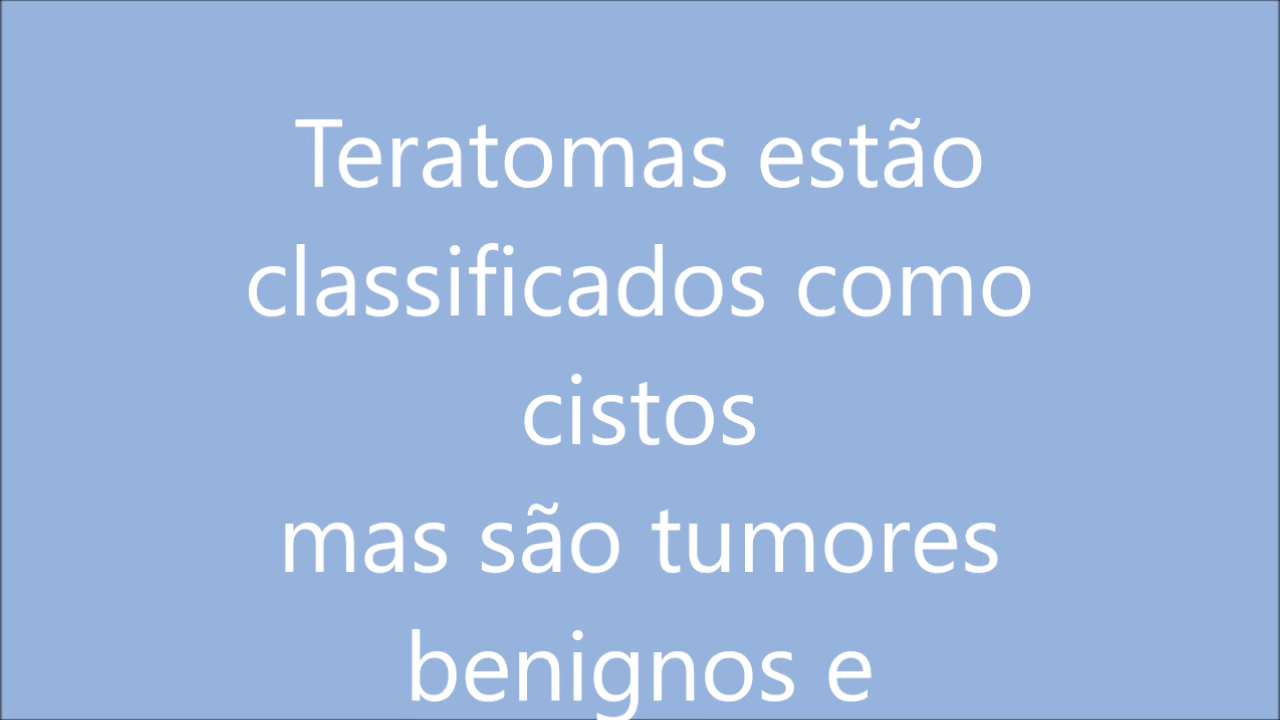 Teratomas estão
classificados como
cistos
mas são tumores
benignos e